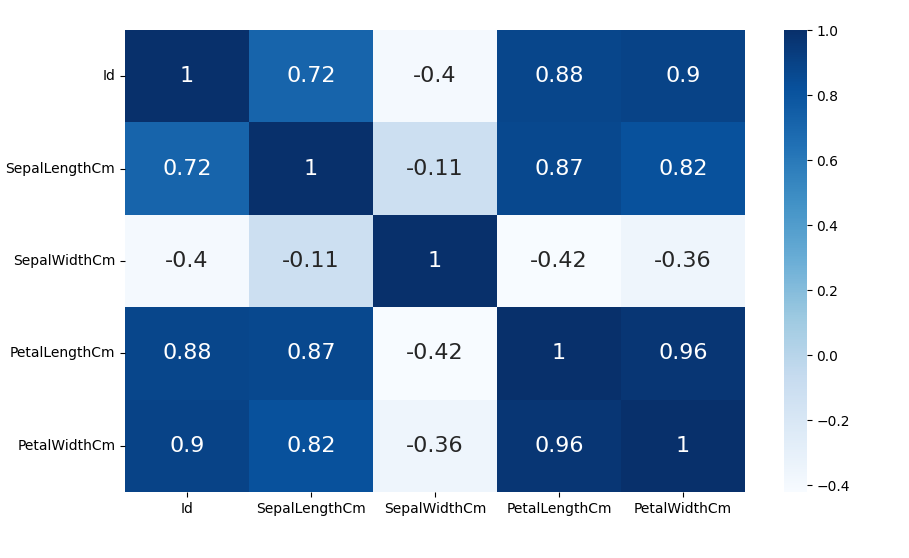 Id 1 0.72 -0.4 0.88 0.9
SepalLengthCm 0.72 1 -0.11 0.87 0.82
SepalWidthCm -0.4 -0.11 1 -0.42 -0.36
PetalLengthCm 0.88 0.87 -0.42 1 0.96
PetalWidthCm 0.9 0.82 -0.36 0.96 1
Id SepalLengthCm SepalWidthCm PetalLengthCm PetalWidthCm
1.0
0.8
0.6
0.4
0.2
0.0
−0.2
−0.4